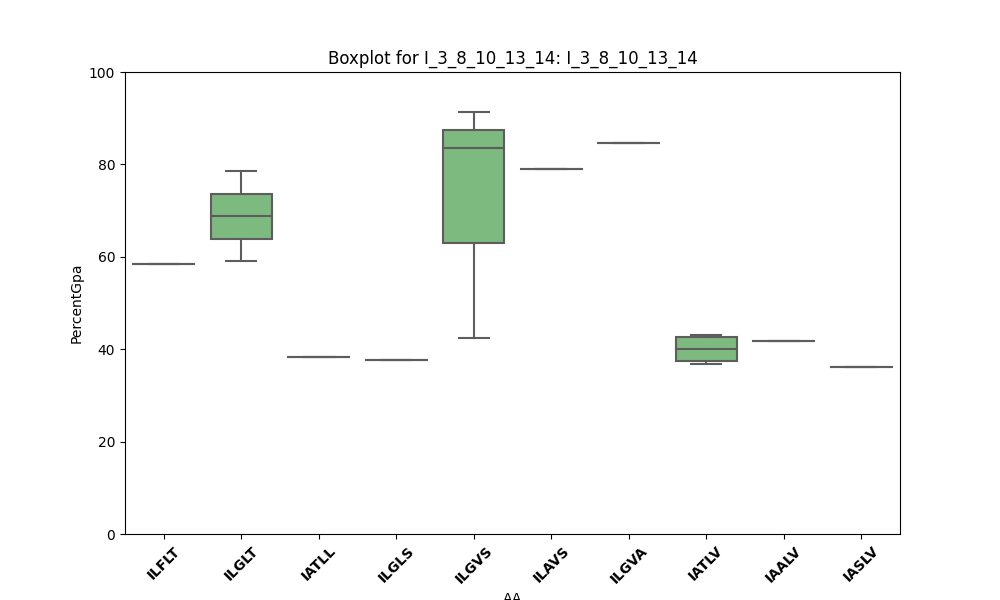 Boxplot for I_3_8_10_13_14: I_3_8_10_13_14
100
80
60
40
20
0
PercentGpa
ILFLT
ILGLT
IATLL
ILGLS
ILGVS
ILAVS
ILGVA
IATLV
IAALV
IASLV
AA